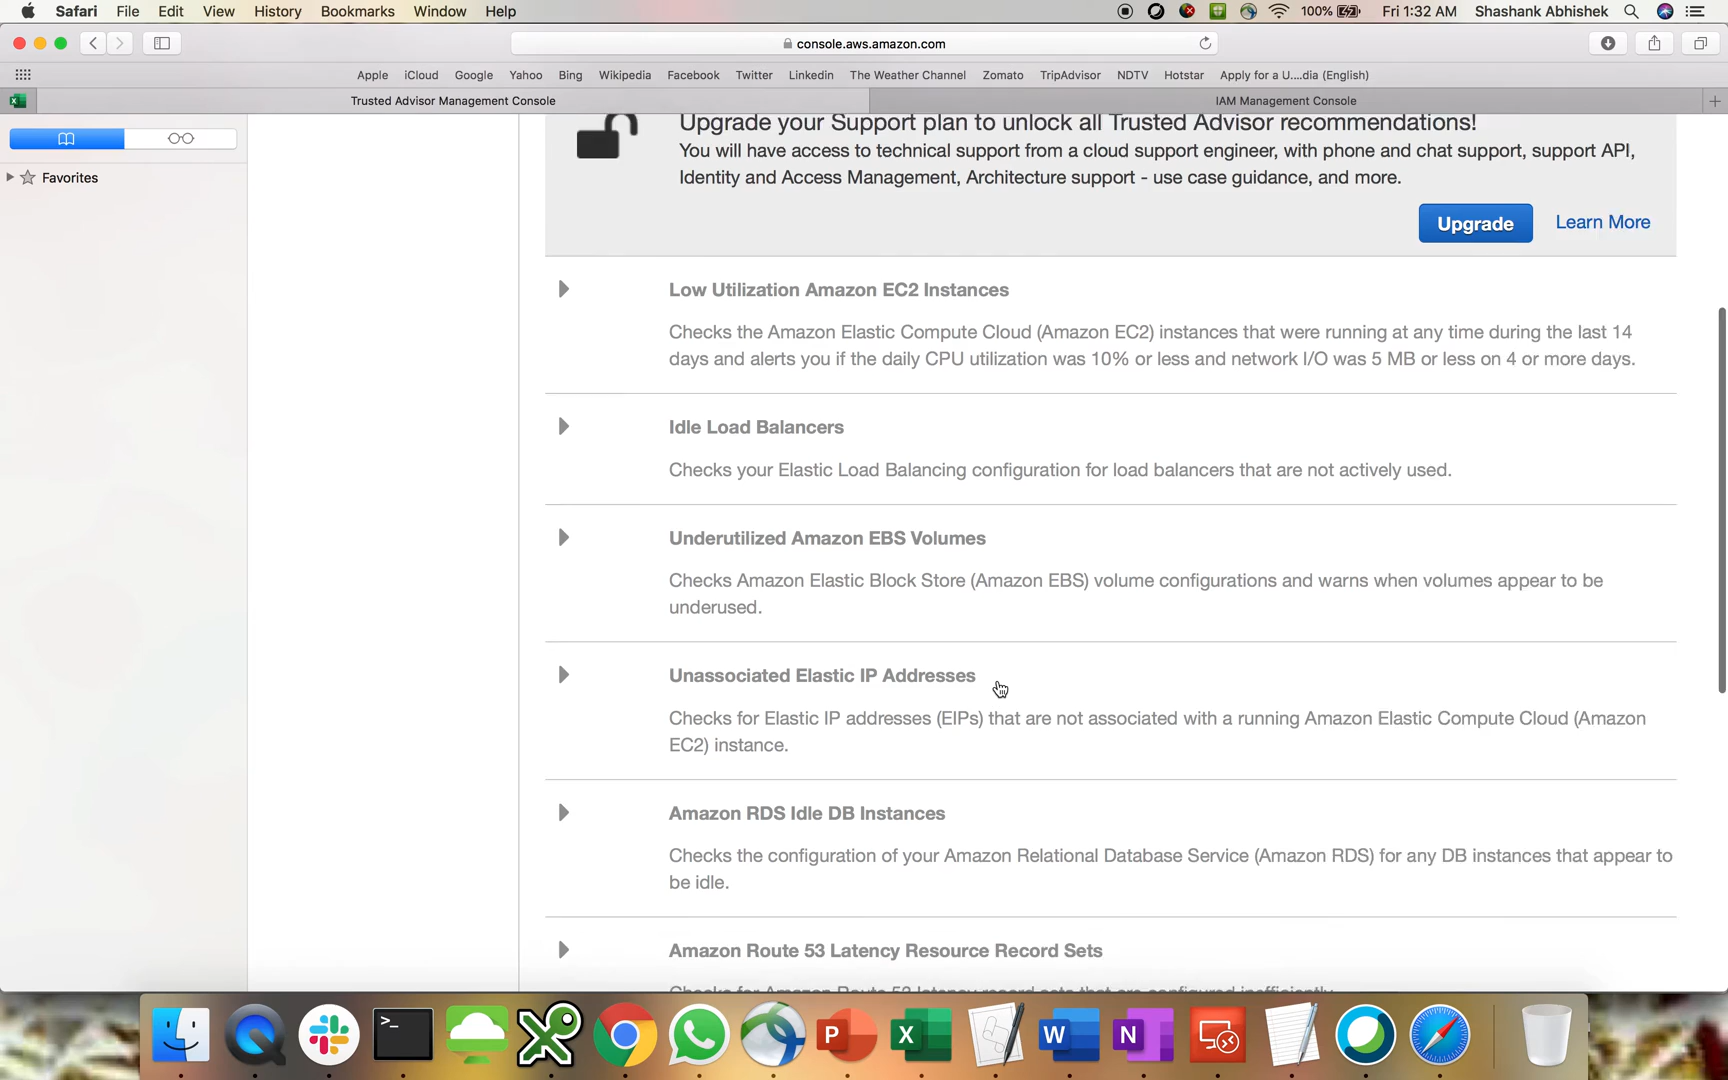 Safari File Edit View History Bookmarks Window Help 100% Fri 1:32 AM Shashank Abhishek
console.aws.amazon.com
Apple iCloud Google Yahoo Bing Wikipedia Facebook Twitter Linkedin The Weather Channel Zomato TripAdvisor NDTV Hotstar Apply for a U....dia (English)
Trusted Advisor Management Console IAM Management Console
Favorites
Upgrade your Support plan to unlock all Trusted Advisor recommendations!
You will have access to technical support from a cloud support engineer, with phone and chat support, support API,
Identity and Access Management, Architecture support - use case guidance, and more.
Upgrade Learn More
Low Utilization Amazon EC2 Instances
Checks the Amazon Elastic Compute Cloud (Amazon EC2) instances that were running at any time during the last 14
days and alerts you if the daily CPU utilization was 10% or less and network I/O was 5 MB or less on 4 or more days.
Idle Load Balancers
Checks your Elastic Load Balancing configuration for load balancers that are not actively used.
Underutilized Amazon EBS Volumes
Checks Amazon Elastic Block Store (Amazon EBS) volume configurations and warns when volumes appear to be
underused.
Unassociated Elastic IP Addresses
Checks for Elastic IP addresses (EIPs) that are not associated with a running Amazon Elastic Compute Cloud (Amazon
EC2) instance.
Amazon RDS Idle DB Instances
Checks the configuration of your Amazon Relational Database Service (Amazon RDS) for any DB instances that appear to
be idle.
Amazon Route 53 Latency Resource Record Sets
Checks for Amazon Route 53 latency record sets that are configured inefficiently.
>_ P X W N